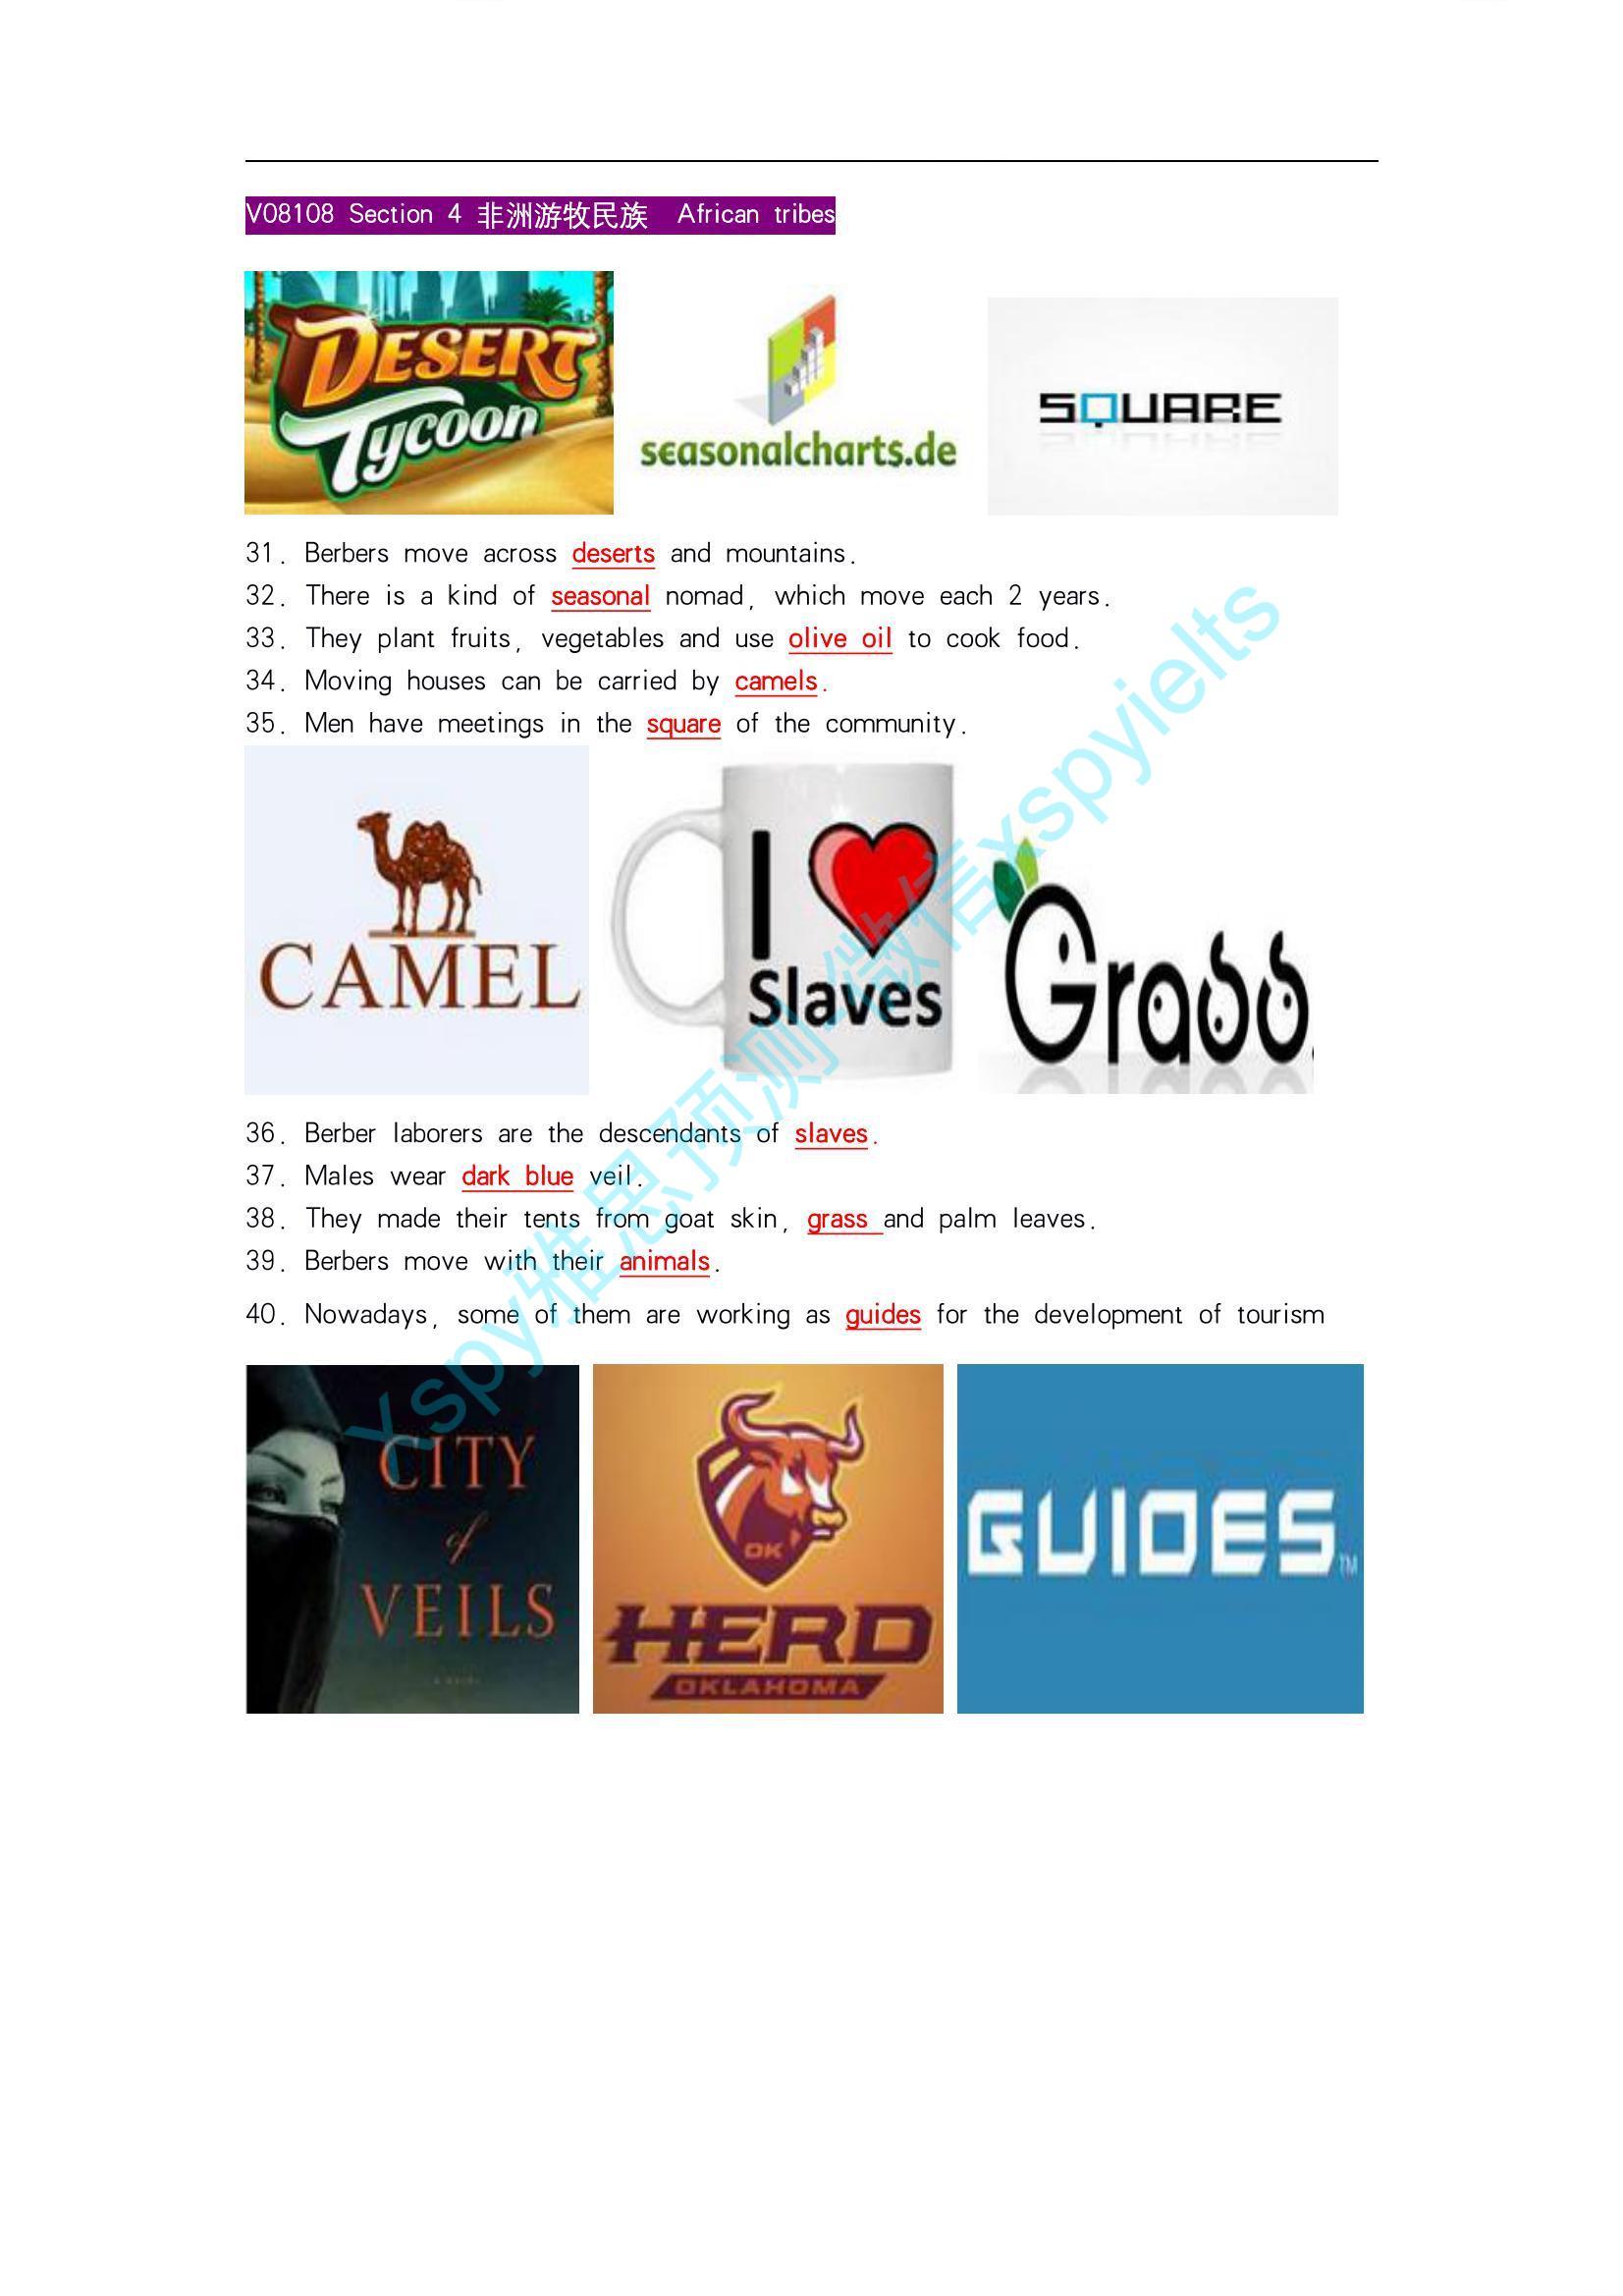 V08108 Section 4 非洲游牧民族 African tribes
DESERT
Tycoon
seasonalcharts.de
SQUARE
31. Berbers move across deserts and mountains.
32. There is a kind of seasonal nomad, which move each 2 years.
33. They plant fruits, vegetables and use olive oil to cook food.
34. Moving houses can be carried by camels.
35. Men have meetings in the square of the community.
CAMEL
I
Slaves
Grass
36. Berber laborers are the descendants of slaves.
37. Males wear dark blue veil.
38. They made their tents from goat skin, grass and palm leaves.
39. Berbers move with their animals.
40. Nowadays, some of them are working as guides for the development of tourism
CITY
of
VEILS
OK
HERD
OKLAHOMA
GUIDES TM
Xspy雅思预测,微信xspyielts